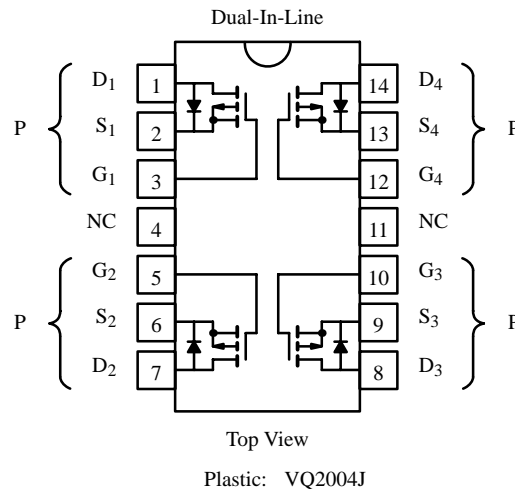 Dual-In-Line
D1 1 14 D4
P S1 2 13 S4 P
G1 3 12 G4
NC 4 11 NC
G2 5 10 G3
P S2 6 9 S3 P
D2 7 8 D3
Top View
Plastic: VQ2004J